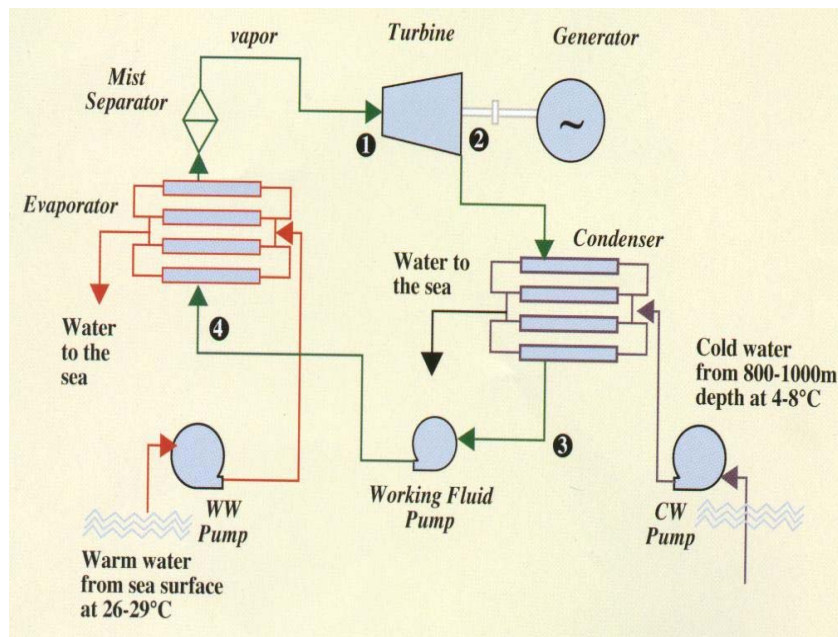 vapor
Turbine
Generator
Mist
Separator
~
1
2
Evaporator
Condenser
Water to
the sea
4
Water
to the
sea
Cold water
from 800-1000m
depth at 4-8°C
3
WW
Pump
Working Fluid
Pump
CW
Pump
Warm water
from sea surface
at 26-29°C